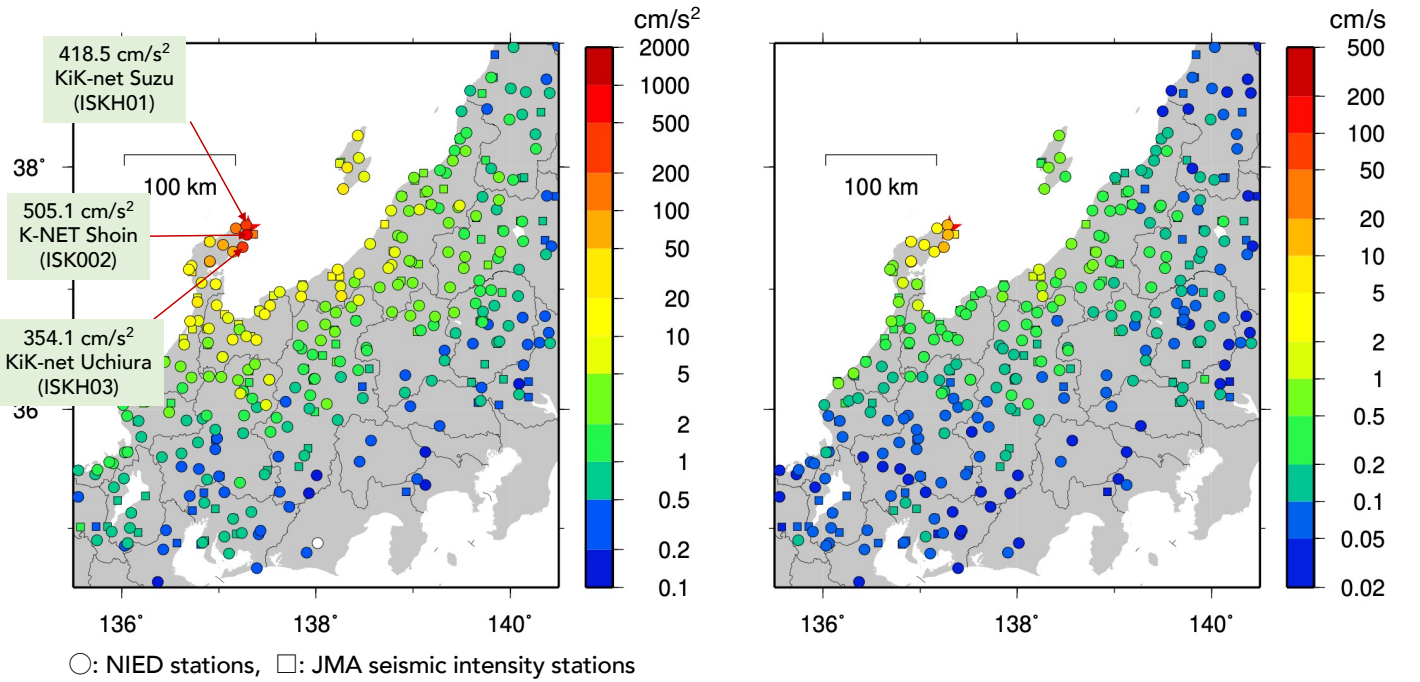 cm/s²
2000
1000
500
200
100
50
20
10
5
2
1
0.5
0.2
0.1
418.5 cm/s²
KiK-net Suzu
(ISKH01)
505.1 cm/s²
K-NET Shoin
(ISK002)
354.1 cm/s²
KiK-net Uchiura
(ISKH03)
38°
36°
100 km
136°
138°
140°
cm/s
500
200
100
50
20
10
5
2
1
0.5
0.2
0.1
0.05
0.02
100 km
136°
138°
140°
○: NIED stations, □: JMA seismic intensity stations